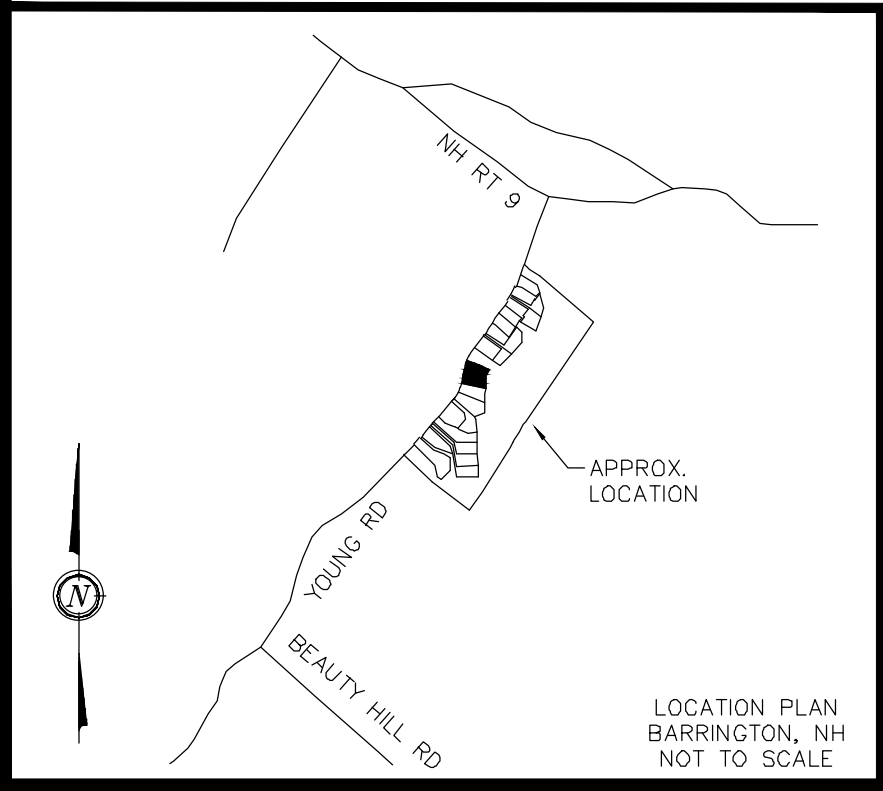 NH RT 9
APPROX.
LOCATION
YOUNG RD
N
BEAUTY HILL RD
LOCATION PLAN
BARRINGTON, NH
NOT TO SCALE